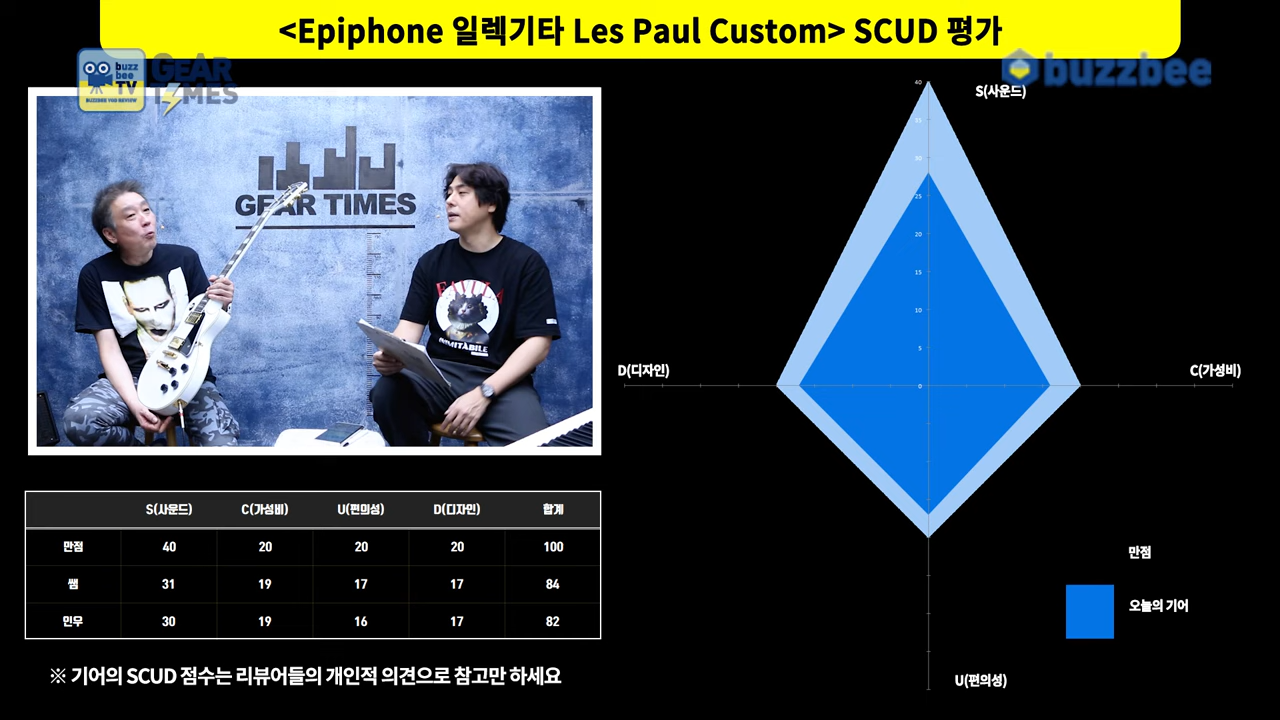 <Epiphone 일렉기타 Les Paul Custom> SCUD 평가
buzz
bee
TV
BUZZBEE YOU REVIEW
GEAR
TIMES
buzzbee
GEAR TIMES
INIMITABILE
S(사운드)
40
35
30
25
20
15
10
5
0
D(디자인)
C(가성비)
U(편의성)
만점
오늘의 기어
S(사운드) C(가성비) U(편의성) D(디자인) 합계
만점 40 20 20 20 100
쌤 31 19 17 17 84
민우 30 19 16 17 82
※ 기어의 SCUD 점수는 리뷰어들의 개인적 의견으로 참고만 하세요